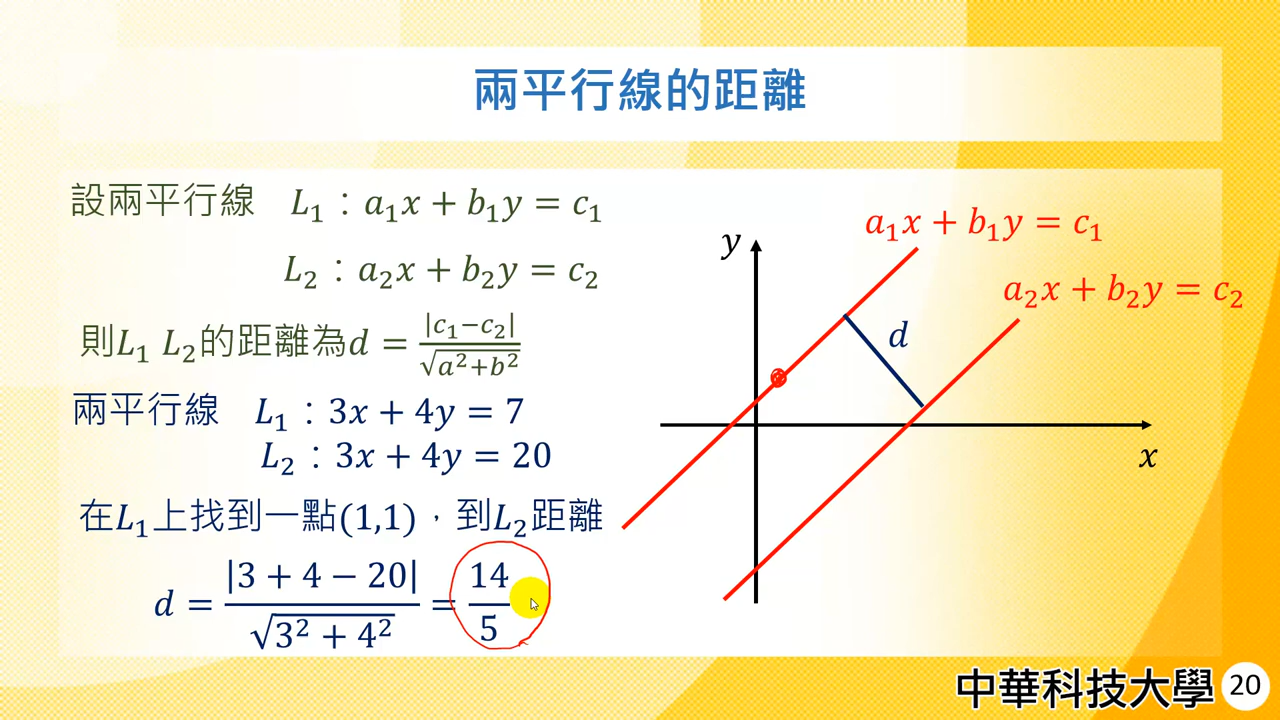 兩平行線的距離
設兩平行線 L₁：a₁x + b₁y = c₁
L₂：a₂x + b₂y = c₂
則L₁ L₂的距離為d = |c₁−c₂| / √(a²+b²)
兩平行線 L₁：3x + 4y = 7
L₂：3x + 4y = 20
在L₁上找到一點(1,1)，到L₂距離
d = |3 + 4 − 20| / √(3² + 4²) = 14/5
y
a₁x + b₁y = c₁
a₂x + b₂y = c₂
d
x
中華科技大學 20